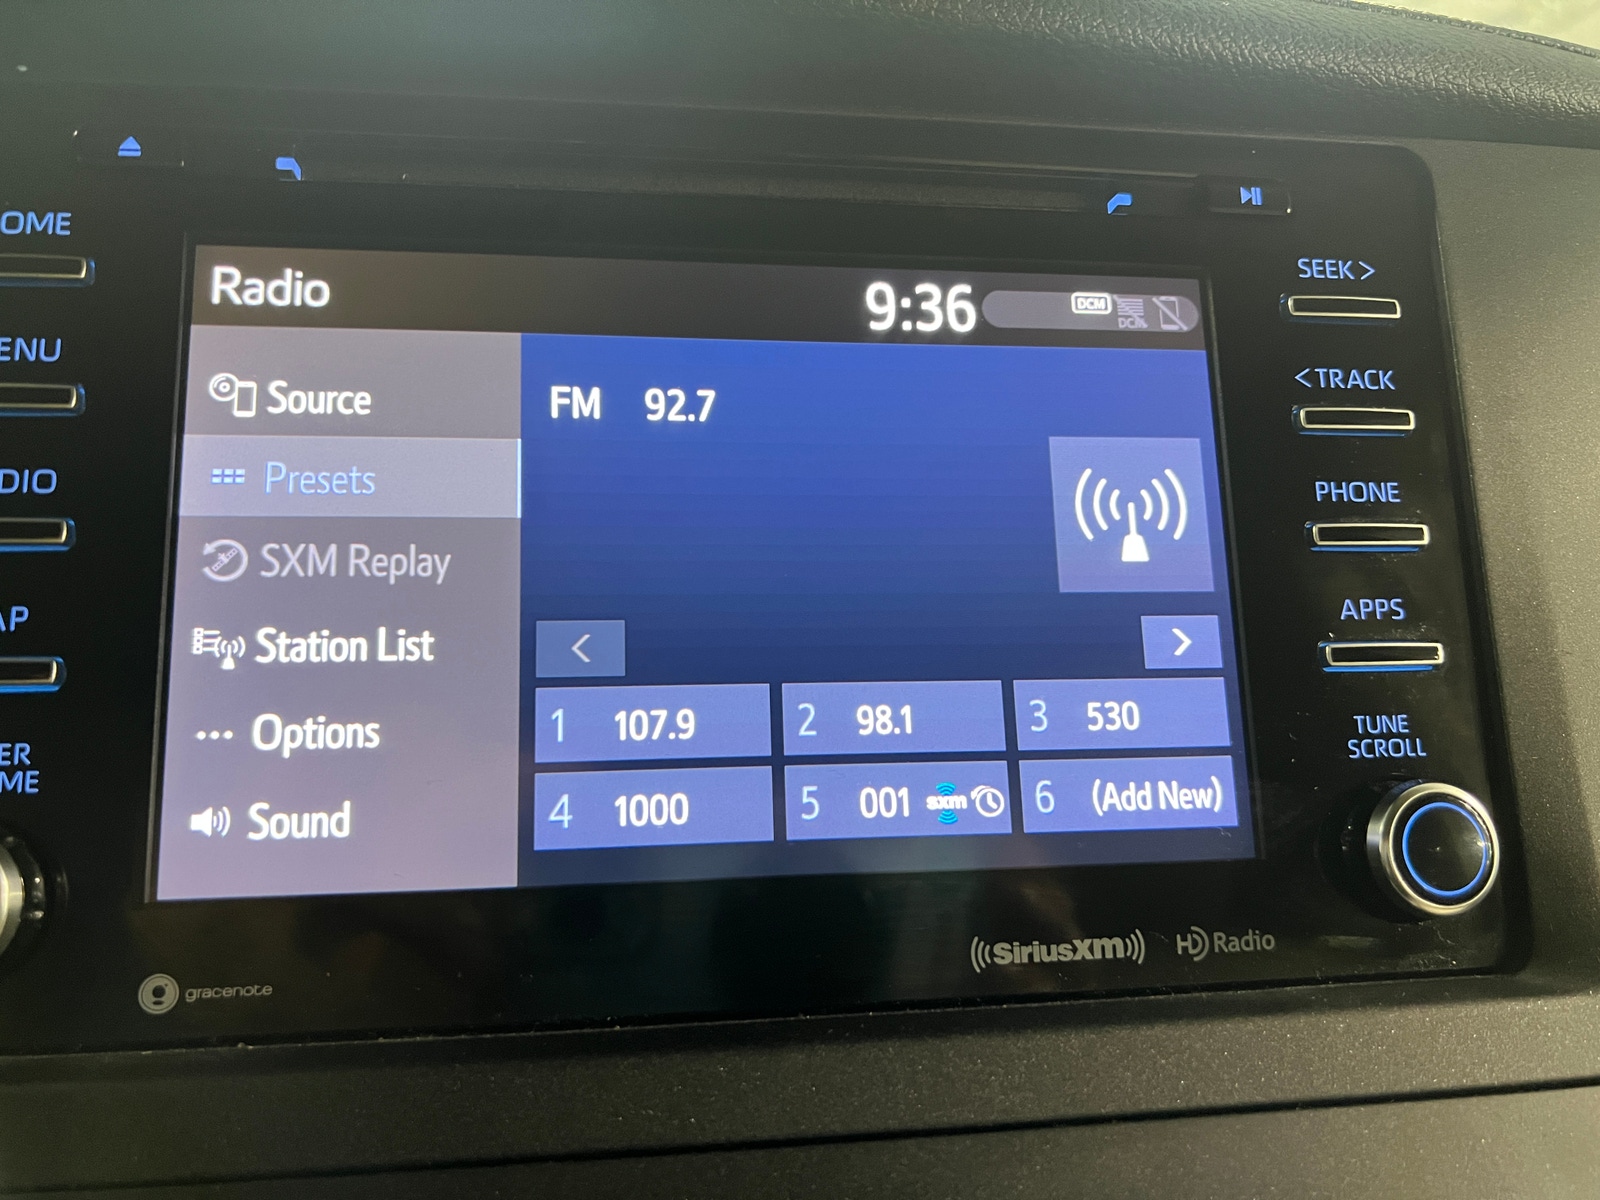 OME
ENU
DIO
AP
ER
ME
Radio
9:36
DCM
DCM
Source
Presets
SXM Replay
Station List
Options
Sound
FM 92.7
<
>
1 107.9
2 98.1
3 530
4 1000
5 001 sxm
6 (Add New)
SEEK >
< TRACK
PHONE
APPS
TUNE
SCROLL
gracenote
((( SiriusXM )))
HD Radio